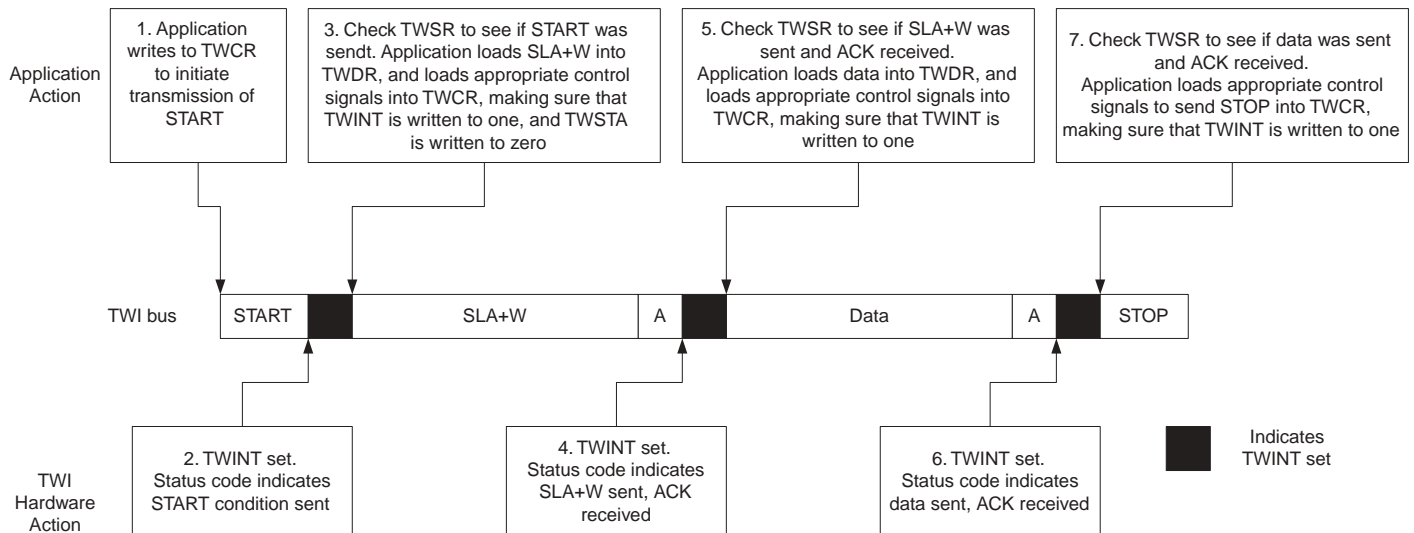 Application
Action
1. Application
writes to TWCR
to initiate
transmission of
START
3. Check TWSR to see if START was
sendt. Application loads SLA+W into
TWDR, and loads appropriate control
signals into TWCR, making sure that
TWINT is written to one, and TWSTA
is written to zero
5. Check TWSR to see if SLA+W was
sent and ACK received.
Application loads data into TWDR, and
loads appropriate control signals into
TWCR, making sure that TWINT is
written to one
7. Check TWSR to see if data was sent
and ACK received.
Application loads appropriate control
signals to send STOP into TWCR,
making sure that TWINT is written to one
TWI bus
START
SLA+W
A
Data
A
STOP
TWI
Hardware
Action
2. TWINT set.
Status code indicates
START condition sent
4. TWINT set.
Status code indicates
SLA+W sent, ACK
received
6. TWINT set.
Status code indicates
data sent, ACK received
Indicates
TWINT set